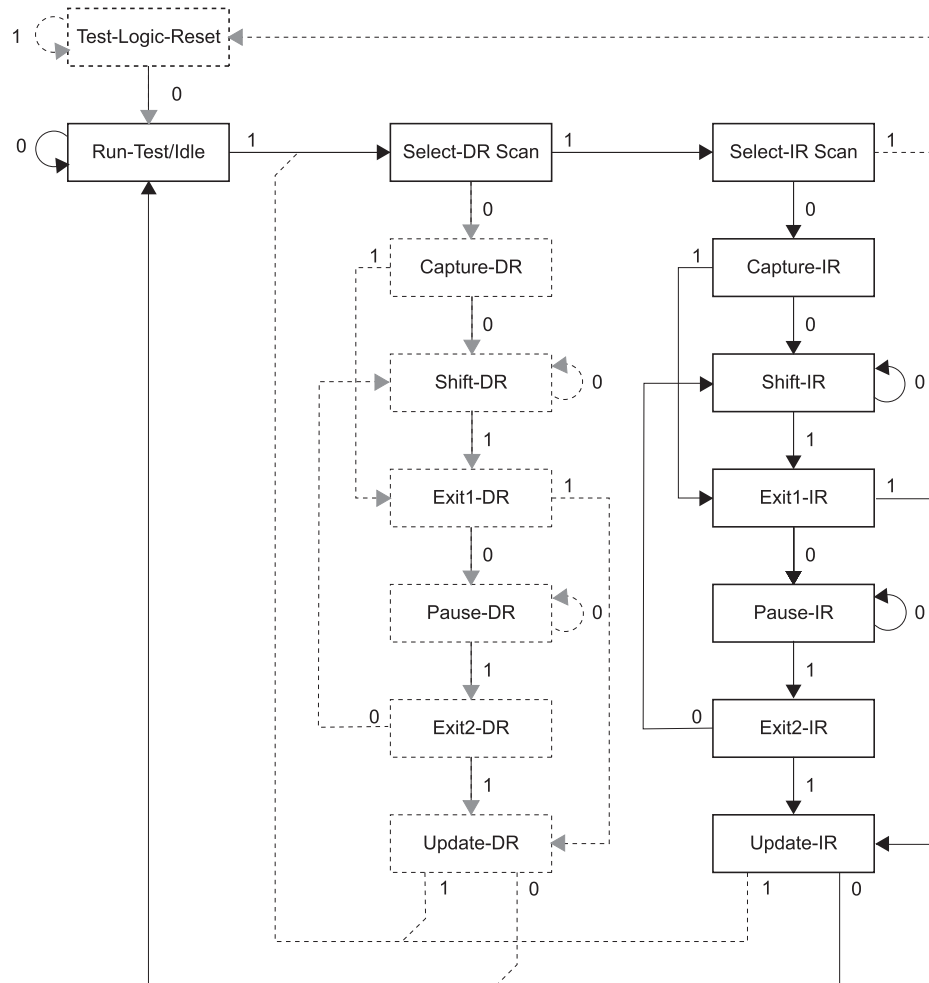 1
Test-Logic-Reset
0
0
Run-Test/Idle
1
Select-DR Scan
1
Select-IR Scan
1
0
0
1
Capture-DR
1
Capture-IR
0
0
Shift-DR
0
Shift-IR
0
1
1
Exit1-DR
1
Exit1-IR
1
0
0
Pause-DR
0
Pause-IR
0
1
1
0
Exit2-DR
0
Exit2-IR
1
1
Update-DR
Update-IR
1
0
1
0